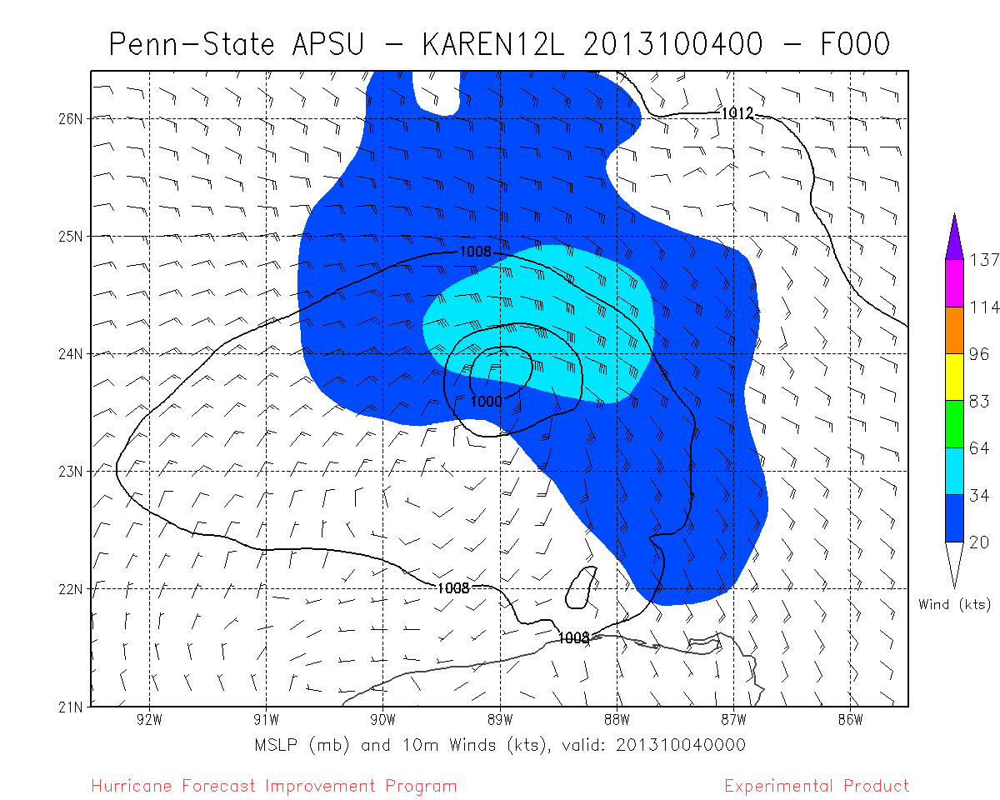 Penn-State APSU - KAREN12L 2013100400 - F000
26N
25N
24N
23N
22N
21N
1012
1008
1000
1008
1008
92W 91W 90W 89W 88W 87W 86W
137
114
96
83
64
34
20
Wind (kts)
MSLP (mb) and 10m Winds (kts), valid: 201310040000
Hurricane Forecast Improvement Program
Experimental Product